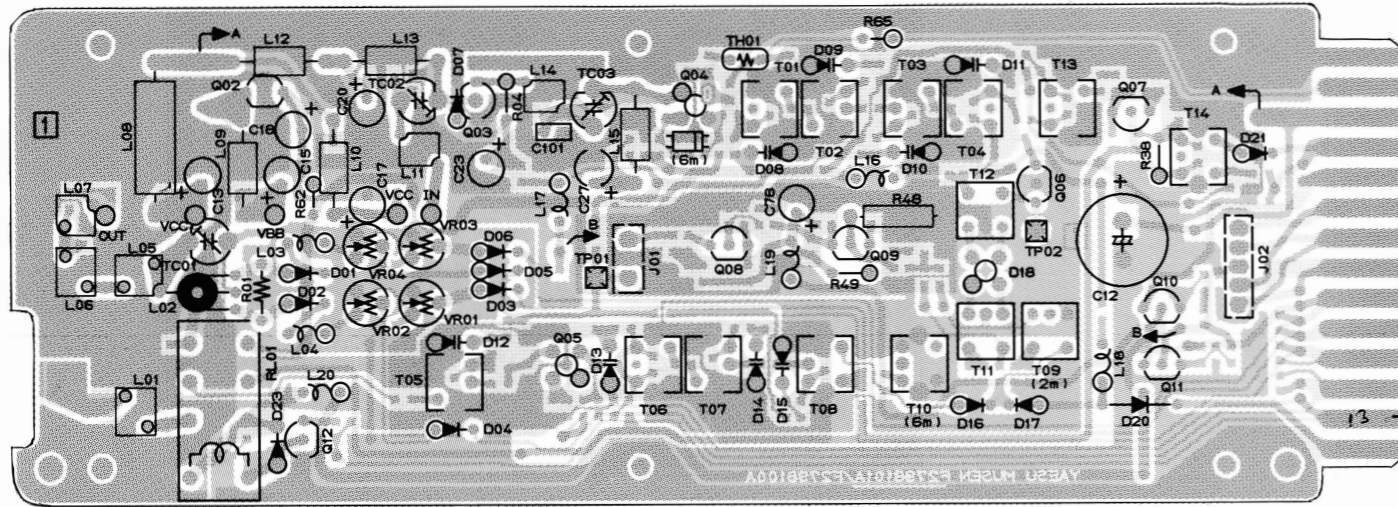 R65
A
L12
L13
TH01
D09
D07
T01
T03
D11
T13
L14
TC03
Q02
TC02
C20
R04
Q04
Q07
A
T14
1
L08
C18
Q03
C101
L15
(6m)
D21
L09
C15
L10
L11
C23
D08
T02
L16
D10
T04
R38
L07
C13
R62
C17
VCC
IN
L17
C27
C78
R48
T12
Q06
OUT
VCC
VBB
VR03
B
L05
L03
D06
TC01
D01
VR04
D05
TP01
J01
Q08
L19
Q09
TP02
J02
L06
L02
R01
D02
D03
R49
D18
C12
Q10
VR02
VR01
B
L04
D12
Q05
D13
L18
RL01
T11
T09
(2m)
Q11
L20
T05
L01
T06
T07
D14
D15
T08
T10
(6m)
D16
D17
D20
13
D23
Q12
D04
YAESU MUSEN F2798101A/F2798100A